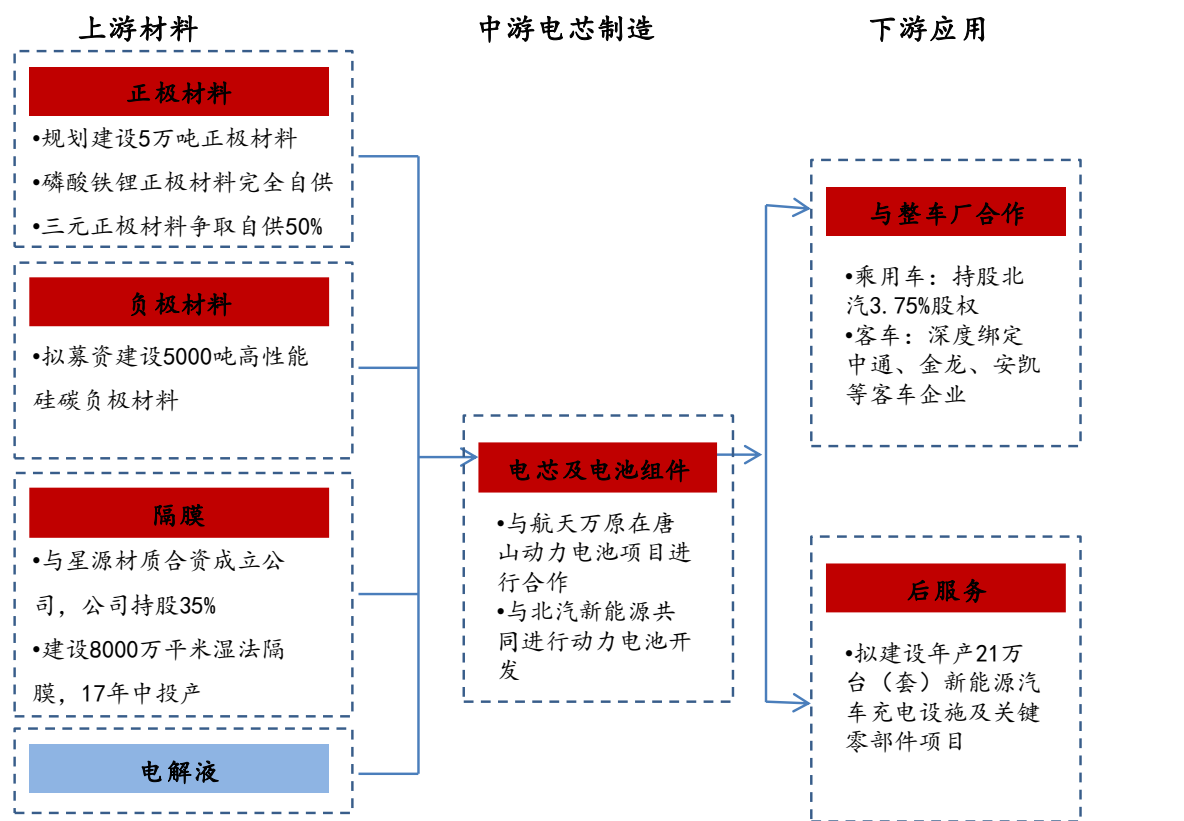 上游材料
中游电芯制造
下游应用
正极材料
•规划建设5万吨正极材料
•磷酸铁锂正极材料完全自供
•三元正极材料争取自供50%
负极材料
•拟募资建设5000吨高性能
硅碳负极材料
隔膜
•与星源材质合资成立公
司，公司持股35%
•建设8000万平米湿法隔
膜，17年中投产
电解液
电芯及电池组件
•与航天万原在唐
山动力电池项目进
行合作
•与北汽新能源共
同进行动力电池开
发
与整车厂合作
•乘用车：持股北
汽3.75%股权
•客车：深度绑定
中通、金龙、安凯
等客车企业
后服务
•拟建设年产21万
台（套）新能源汽
车充电设施及关键
零部件项目